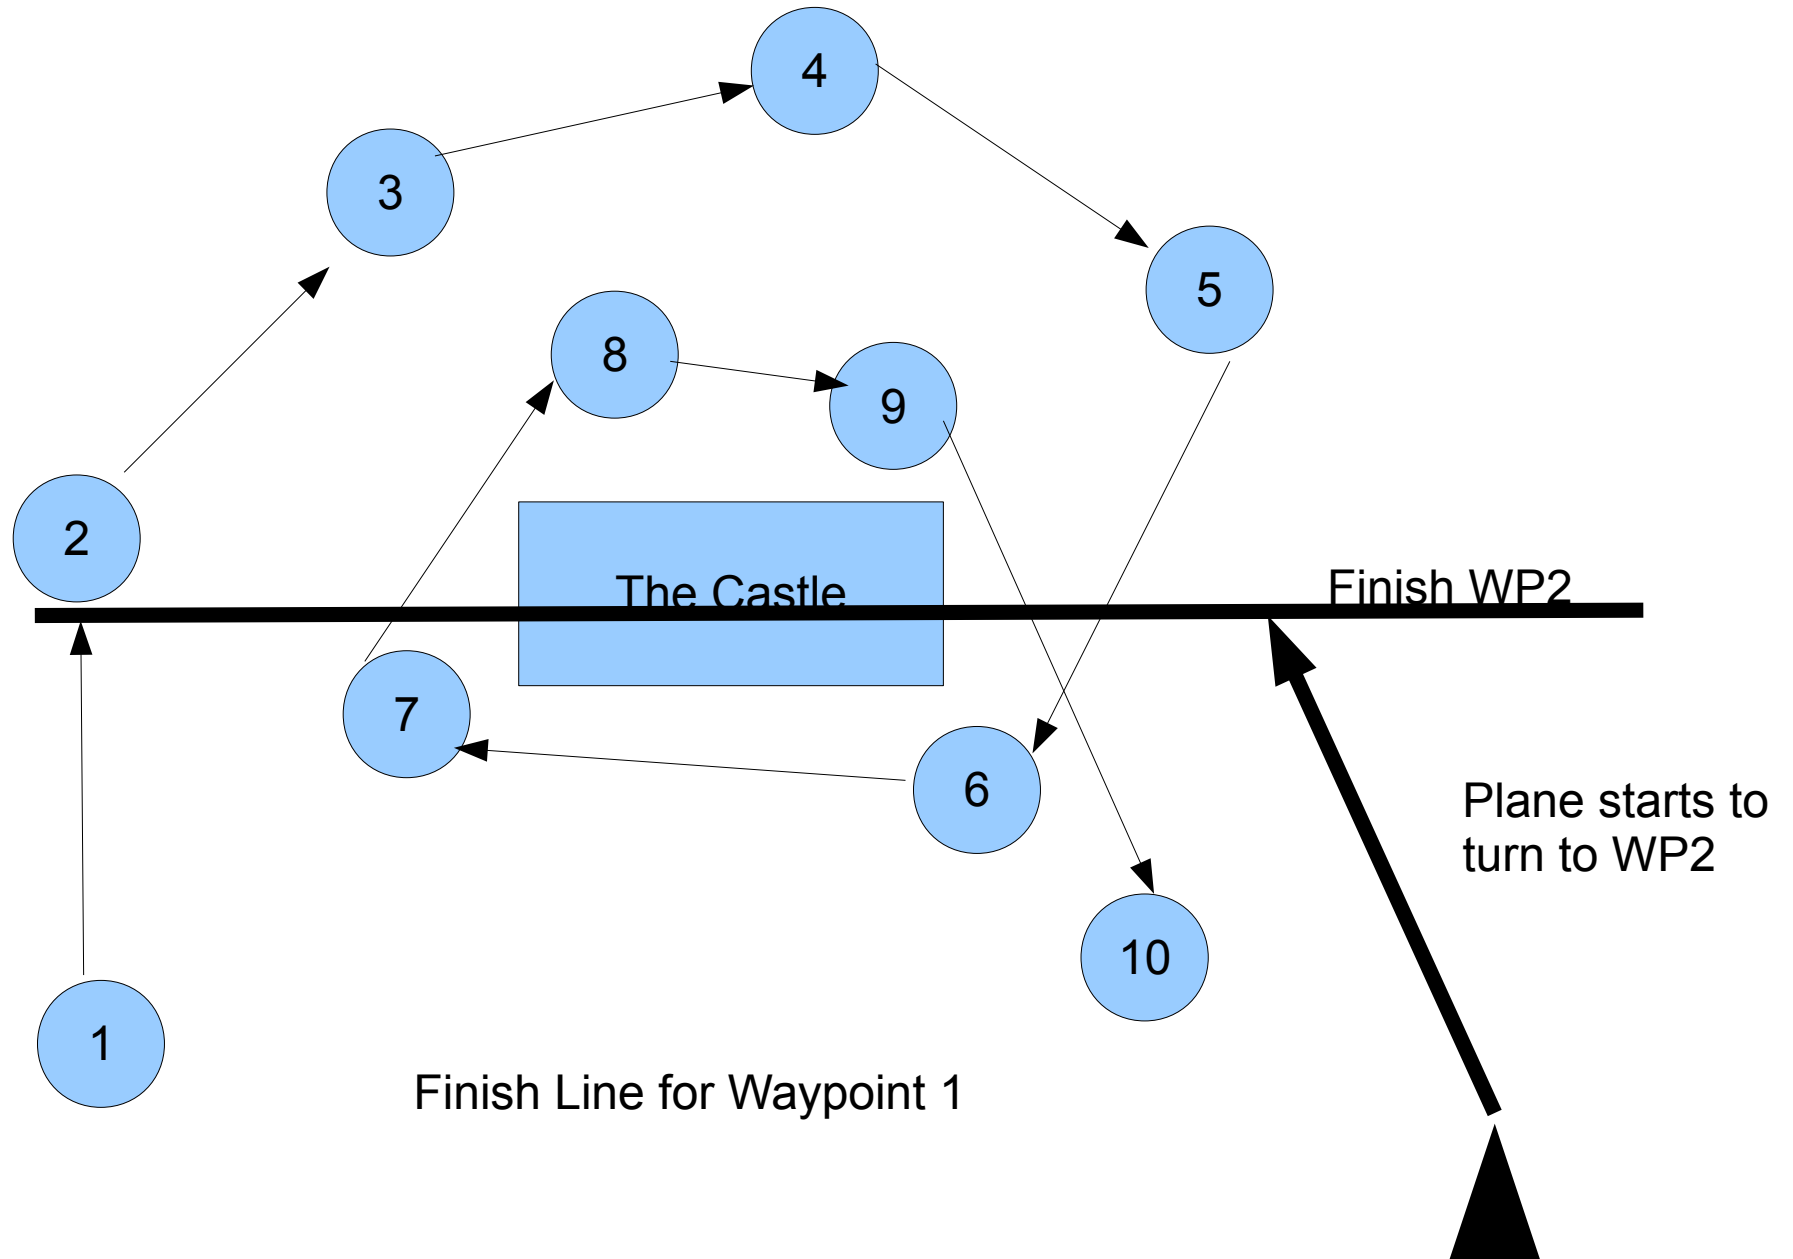 4
3
5
8
9
2
The Castle
Finish WP2
7
6
Plane starts to
turn to WP2
10
1
Finish Line for Waypoint 1